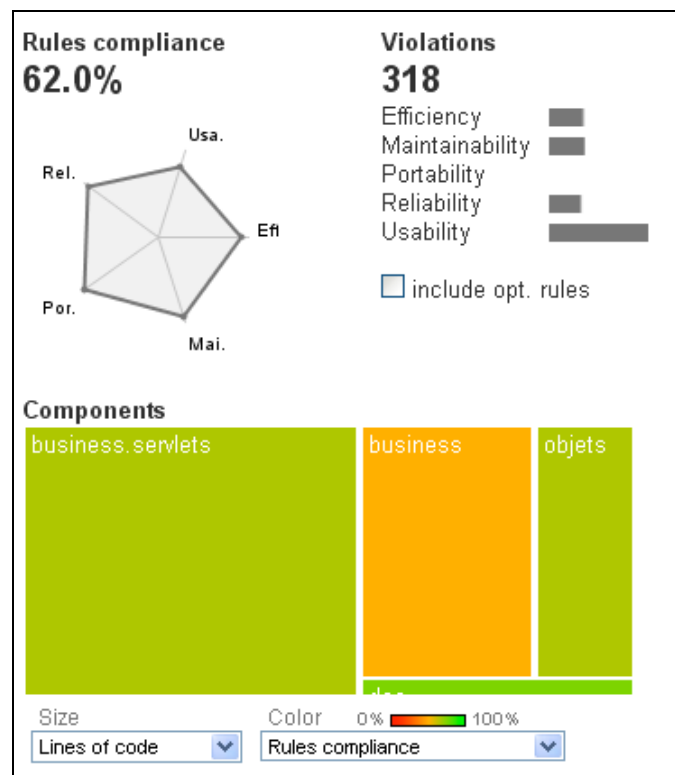 Rules compliance
62.0%
Usa.
Rel.
Efl
Por.
Mai.
Violations
318
Efficiency
Maintainability
Portability
Reliability
Usability
include opt. rules
Components
business.servlets
business
objets
Size
Color
0%
100%
Lines of code
Rules compliance